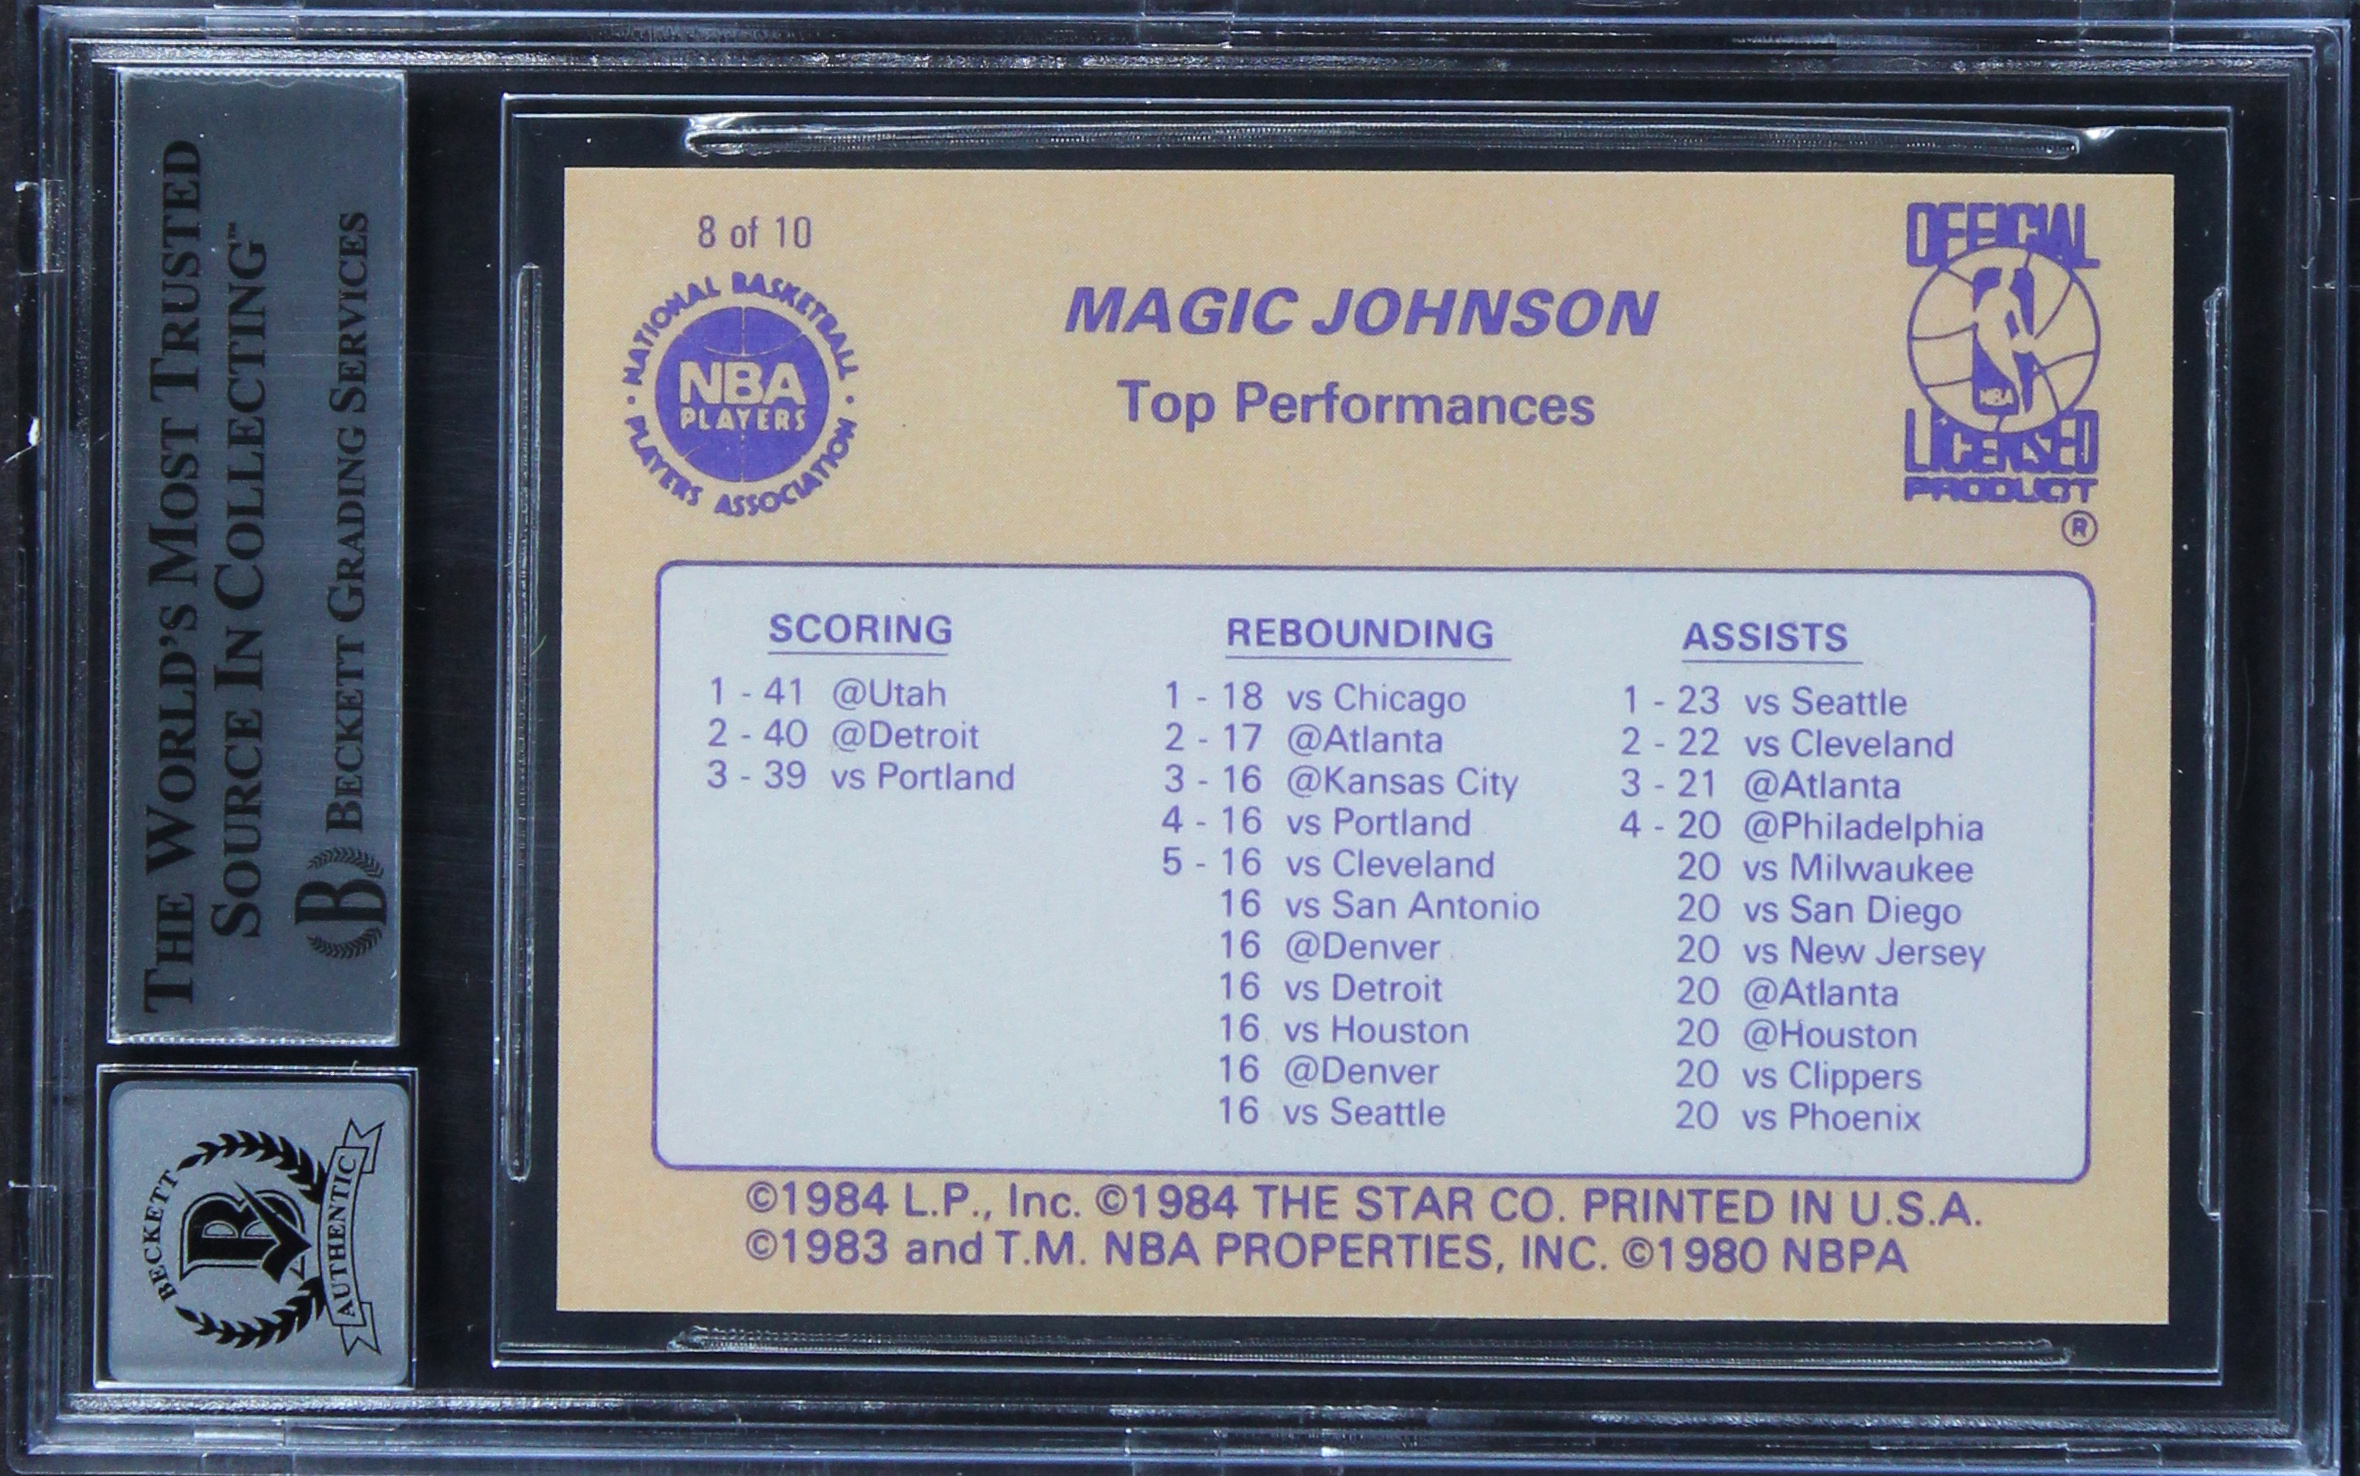 THE WORLD'S MOST TRUSTED
SOURCE IN COLLECTING™
BECKETT GRADING SERVICES
BECKETT
B
AUTHENTIC
8 of 10
· NATIONAL BASKETBALL ·
PLAYERS ASSOCIATION
NBA
PLAYERS
MAGIC JOHNSON
Top Performances
OFFICIAL
NBA
LICENSED
PRODUCT
®
SCORING
1 - 41 @Utah
2 - 40 @Detroit
3 - 39 vs Portland
REBOUNDING
1 - 18 vs Chicago
2 - 17 @Atlanta
3 - 16 @Kansas City
4 - 16 vs Portland
5 - 16 vs Cleveland
16 vs San Antonio
16 @Denver
16 vs Detroit
16 vs Houston
16 @Denver
16 vs Seattle
ASSISTS
1 - 23 vs Seattle
2 - 22 vs Cleveland
3 - 21 @Atlanta
4 - 20 @Philadelphia
20 vs Milwaukee
20 vs San Diego
20 vs New Jersey
20 @Atlanta
20 @Houston
20 vs Clippers
20 vs Phoenix
©1984 L.P., Inc. ©1984 THE STAR CO. PRINTED IN U.S.A.
©1983 and T.M. NBA PROPERTIES, INC. ©1980 NBPA